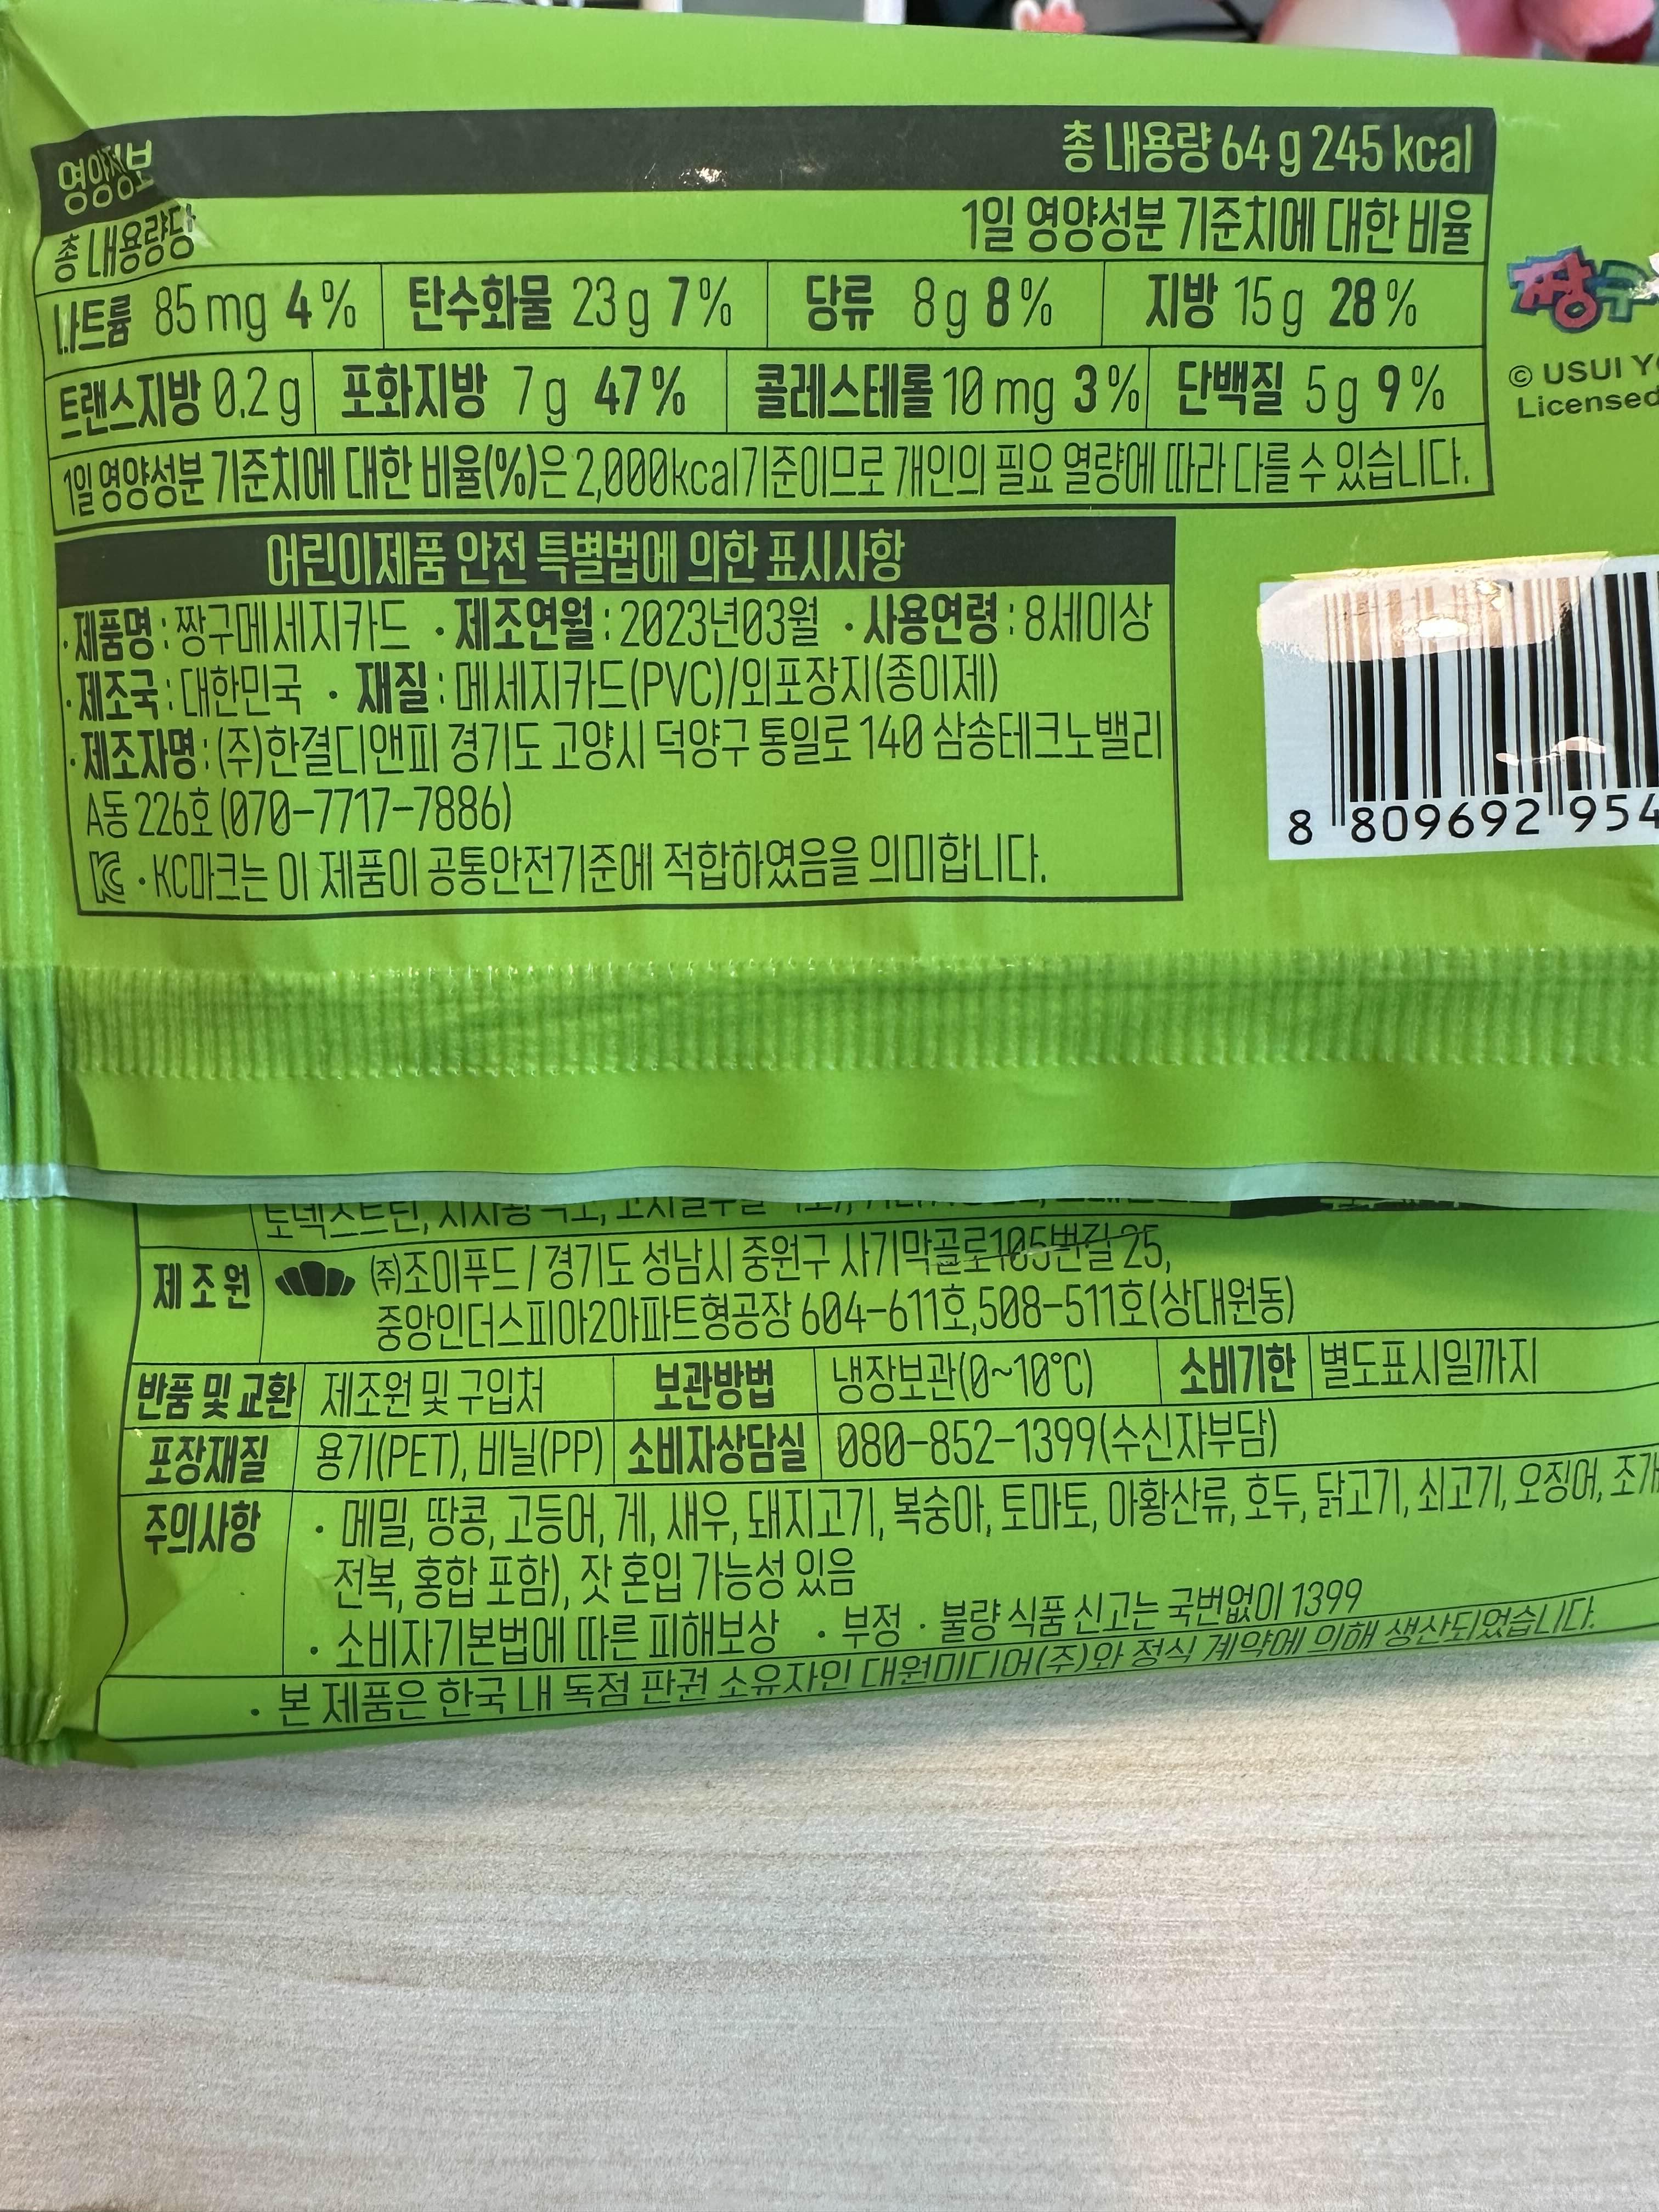 영양정보 총 내용량 64 g 245 kcal
총 내용량당 1일 영양성분 기준치에 대한 비율
나트륨 85 mg 4% 탄수화물 23 g 7% 당류 8 g 8% 지방 15 g 28%
트랜스지방 0.2 g 포화지방 7 g 47% 콜레스테롤 10 mg 3% 단백질 5 g 9%
1일 영양성분 기준치에 대한 비율(%)은 2,000kcal기준이므로 개인의 필요 열량에 따라 다를 수 있습니다.
짱구
© USUI
Licensed
어린이제품 안전 특별법에 의한 표시사항
·제품명 : 짱구메세지카드 ·제조연월 : 2023년03월 ·사용연령 : 8세이상
·제조국 : 대한민국 ·재질 : 메세지카드(PVC)/외포장지(종이제)
·제조자명 : (주)한결디앤피 경기도 고양시 덕양구 통일로 140 삼송테크노밸리
A동 226호 (070-7717-7886)
KC ·KC마크는 이 제품이 공통안전기준에 적합하였음을 의미합니다.
8 809692 954
제조원 ㈜조이푸드 / 경기도 성남시 중원구 사기막골로105번길 25,
중앙인더스피아2아파트형공장 604-611호,508-511호(상대원동)
반품 및 교환 제조원 및 구입처 보관방법 냉장보관(0~10℃) 소비기한 별도표시일까지
포장재질 용기(PET), 비닐(PP) 소비자상담실 080-852-1399(수신자부담)
주의사항 · 메밀, 땅콩, 고등어, 게, 새우, 돼지고기, 복숭아, 토마토, 아황산류, 호두, 닭고기, 쇠고기, 오징어, 조개
전복, 홍합 포함), 잣 혼입 가능성 있음
· 소비자기본법에 따른 피해보상 · 부정 · 불량 식품 신고는 국번없이 1399
· 본 제품은 한국 내 독점 판권 소유자인 대원미디어(주)와 정식 계약에 의해 생산되었습니다.